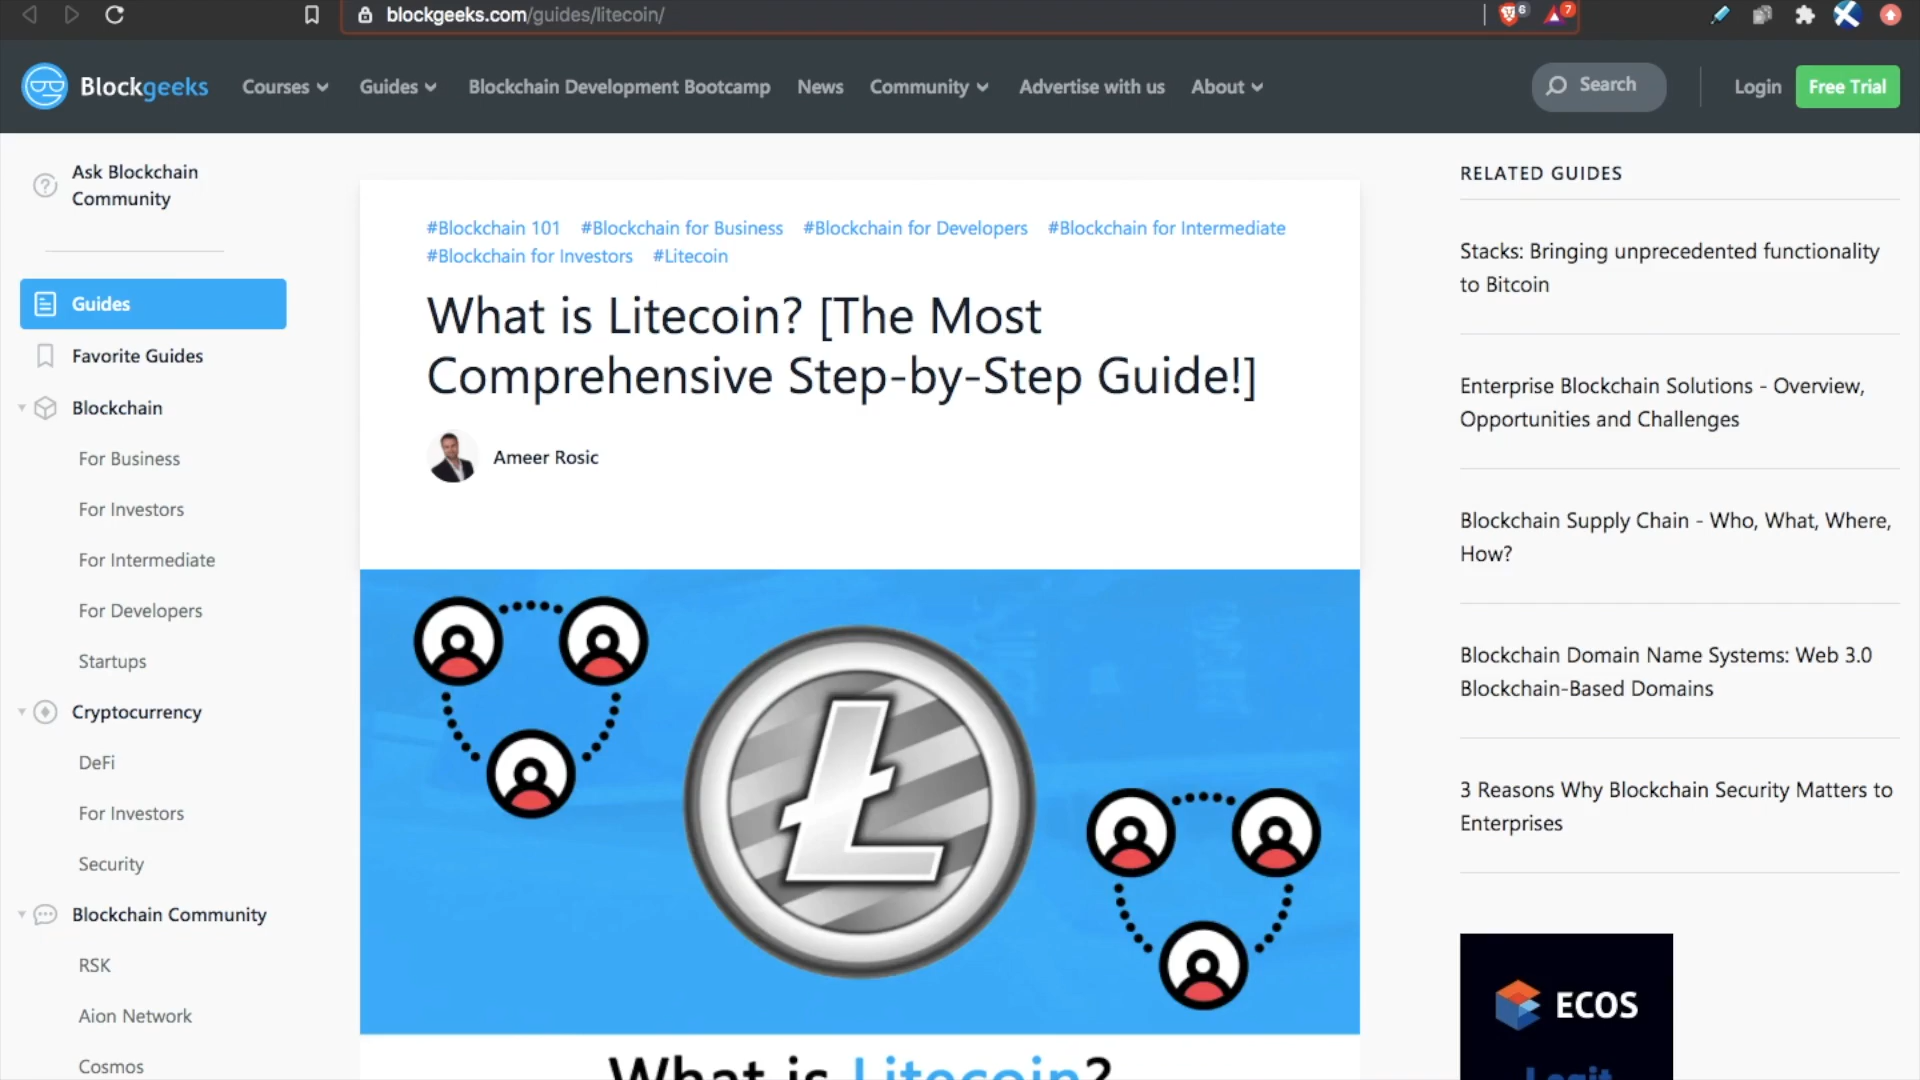 blockgeeks.com/guides/litecoin/
6
7
Blockgeeks
Courses
Guides
Blockchain Development Bootcamp
News
Community
Advertise with us
About
Search
Login
Free Trial
Ask Blockchain
Community
Guides
Favorite Guides
Blockchain
For Business
For Investors
For Intermediate
For Developers
Startups
Cryptocurrency
DeFi
For Investors
Security
Blockchain Community
RSK
Aion Network
Cosmos
#Blockchain 101 #Blockchain for Business #Blockchain for Developers #Blockchain for Intermediate
#Blockchain for Investors #Litecoin
What is Litecoin? [The Most
Comprehensive Step-by-Step Guide!]
Ameer Rosic
What is Litecoin?
RELATED GUIDES
Stacks: Bringing unprecedented functionality
to Bitcoin
Enterprise Blockchain Solutions - Overview,
Opportunities and Challenges
Blockchain Supply Chain - Who, What, Where,
How?
Blockchain Domain Name Systems: Web 3.0
Blockchain-Based Domains
3 Reasons Why Blockchain Security Matters to
Enterprises
ECOS